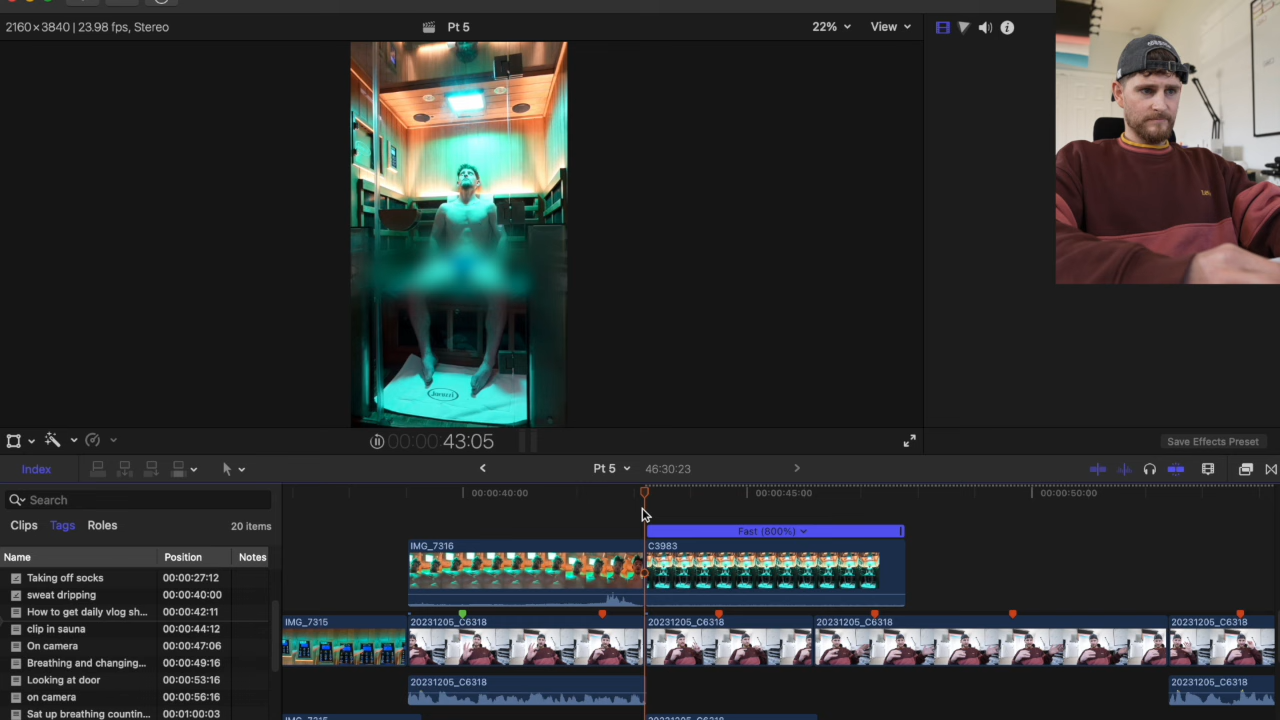 2160×3840 | 23.98 fps, Stereo
Pt 5
22%
View
Jacuzzi
43:05
00:00:00
Save Effects Preset
Index
Pt 5
46:30:23
Search
Clips
Tags
Roles
20 items
Name
Position
Notes
Taking off socks
00:00:27:12
sweat dripping
00:00:40:00
How to get daily vlog sh...
00:00:42:11
clip in sauna
00:00:44:12
On camera
00:00:47:06
Breathing and changing...
00:00:49:16
Looking at door
00:00:53:16
on camera
00:00:56:16
Sat up breathing countin...
00:01:00:03
00:00:40:00
00:00:45:00
00:00:50:00
Fast (800%)
IMG_7316
C3983
IMG_7315
20231205_C6318
20231205_C6318
20231205_C6318
20231205_C6318
20231205_C6318
20231205_C6318
IMG_7315
20231205_C6318